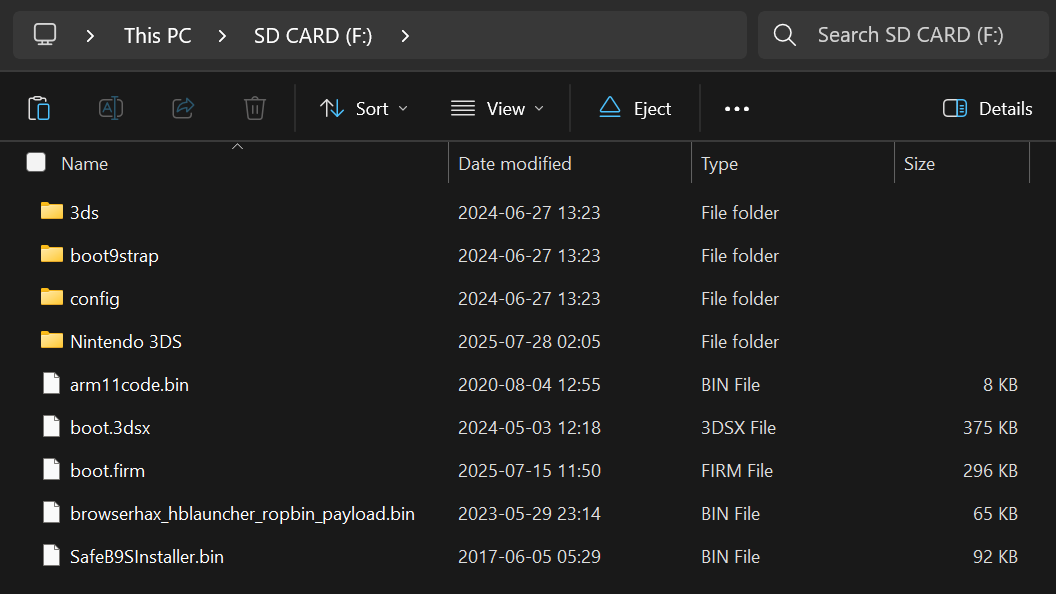 This PC SD CARD (F:) Search SD CARD (F:)
Sort View Eject Details
Name Date modified Type Size
3ds 2024-06-27 13:23 File folder
boot9strap 2024-06-27 13:23 File folder
config 2024-06-27 13:23 File folder
Nintendo 3DS 2025-07-28 02:05 File folder
arm11code.bin 2020-08-04 12:55 BIN File 8 KB
boot.3dsx 2024-05-03 12:18 3DSX File 375 KB
boot.firm 2025-07-15 11:50 FIRM File 296 KB
browserhax_hblauncher_ropbin_payload.bin 2023-05-29 23:14 BIN File 65 KB
SafeB9SInstaller.bin 2017-06-05 05:29 BIN File 92 KB